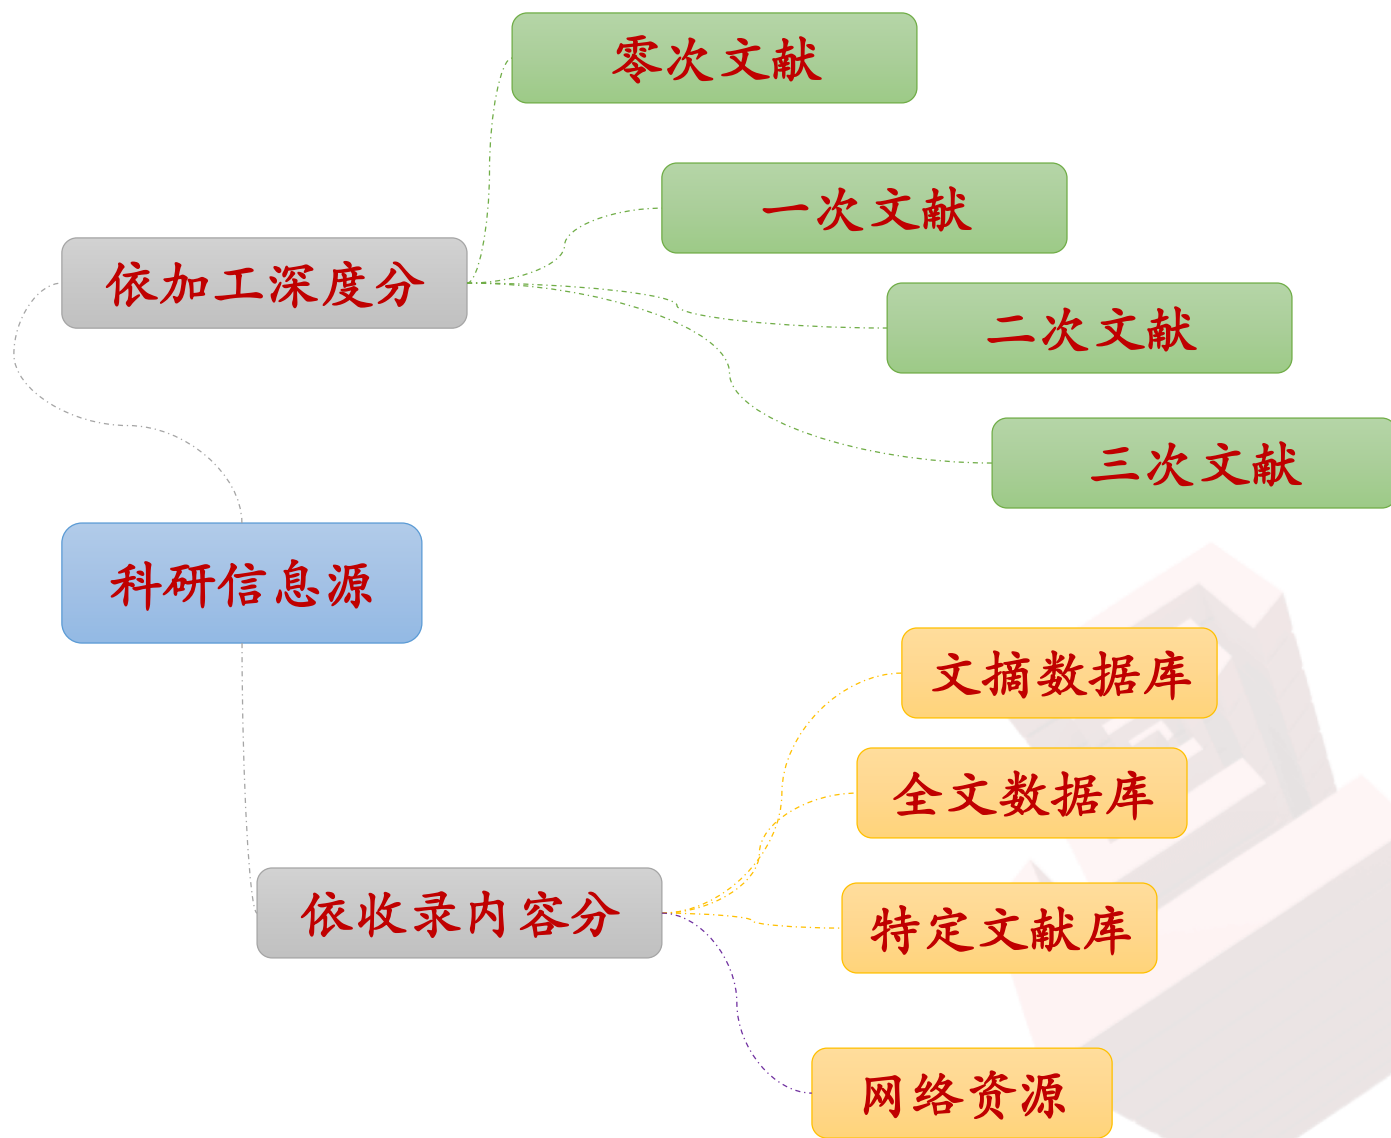 零次文献
一次文献
依加工深度分
二次文献
三次文献
科研信息源
文摘数据库
全文数据库
依收录内容分
特定文献库
网络资源